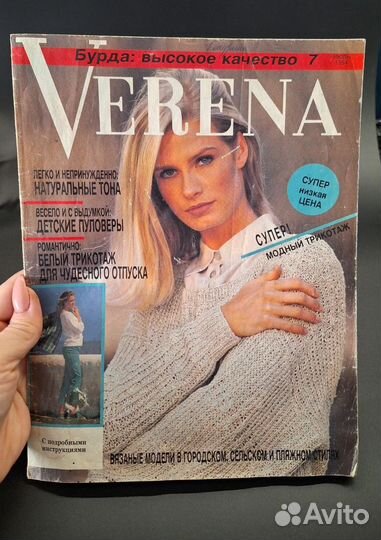 Бурда: высокое качество 7
VERENA
ЛЕГКО И НЕПРИНУЖДЕННО:
НАТУРАЛЬНЫЕ ТОНА
ВЕСЕЛО И С ВЫДУМКОЙ:
ДЕТСКИЕ ПУЛОВЕРЫ
РОМАНТИЧНО:
БЕЛЫЙ ТРИКОТАЖ
ДЛЯ ЧУДЕСНОГО ОТПУСКА
СУПЕР
низкая
ЦЕНА
СУПЕР!
МОДНЫЙ ТРИКОТАЖ
С подробными
инструкциями
ВЯЗАНЫЕ МОДЕЛИ В ГОРОДСКОМ, СЕЛЬСКОМ И ПЛЯЖНОМ СТИЛЯХ
Avito